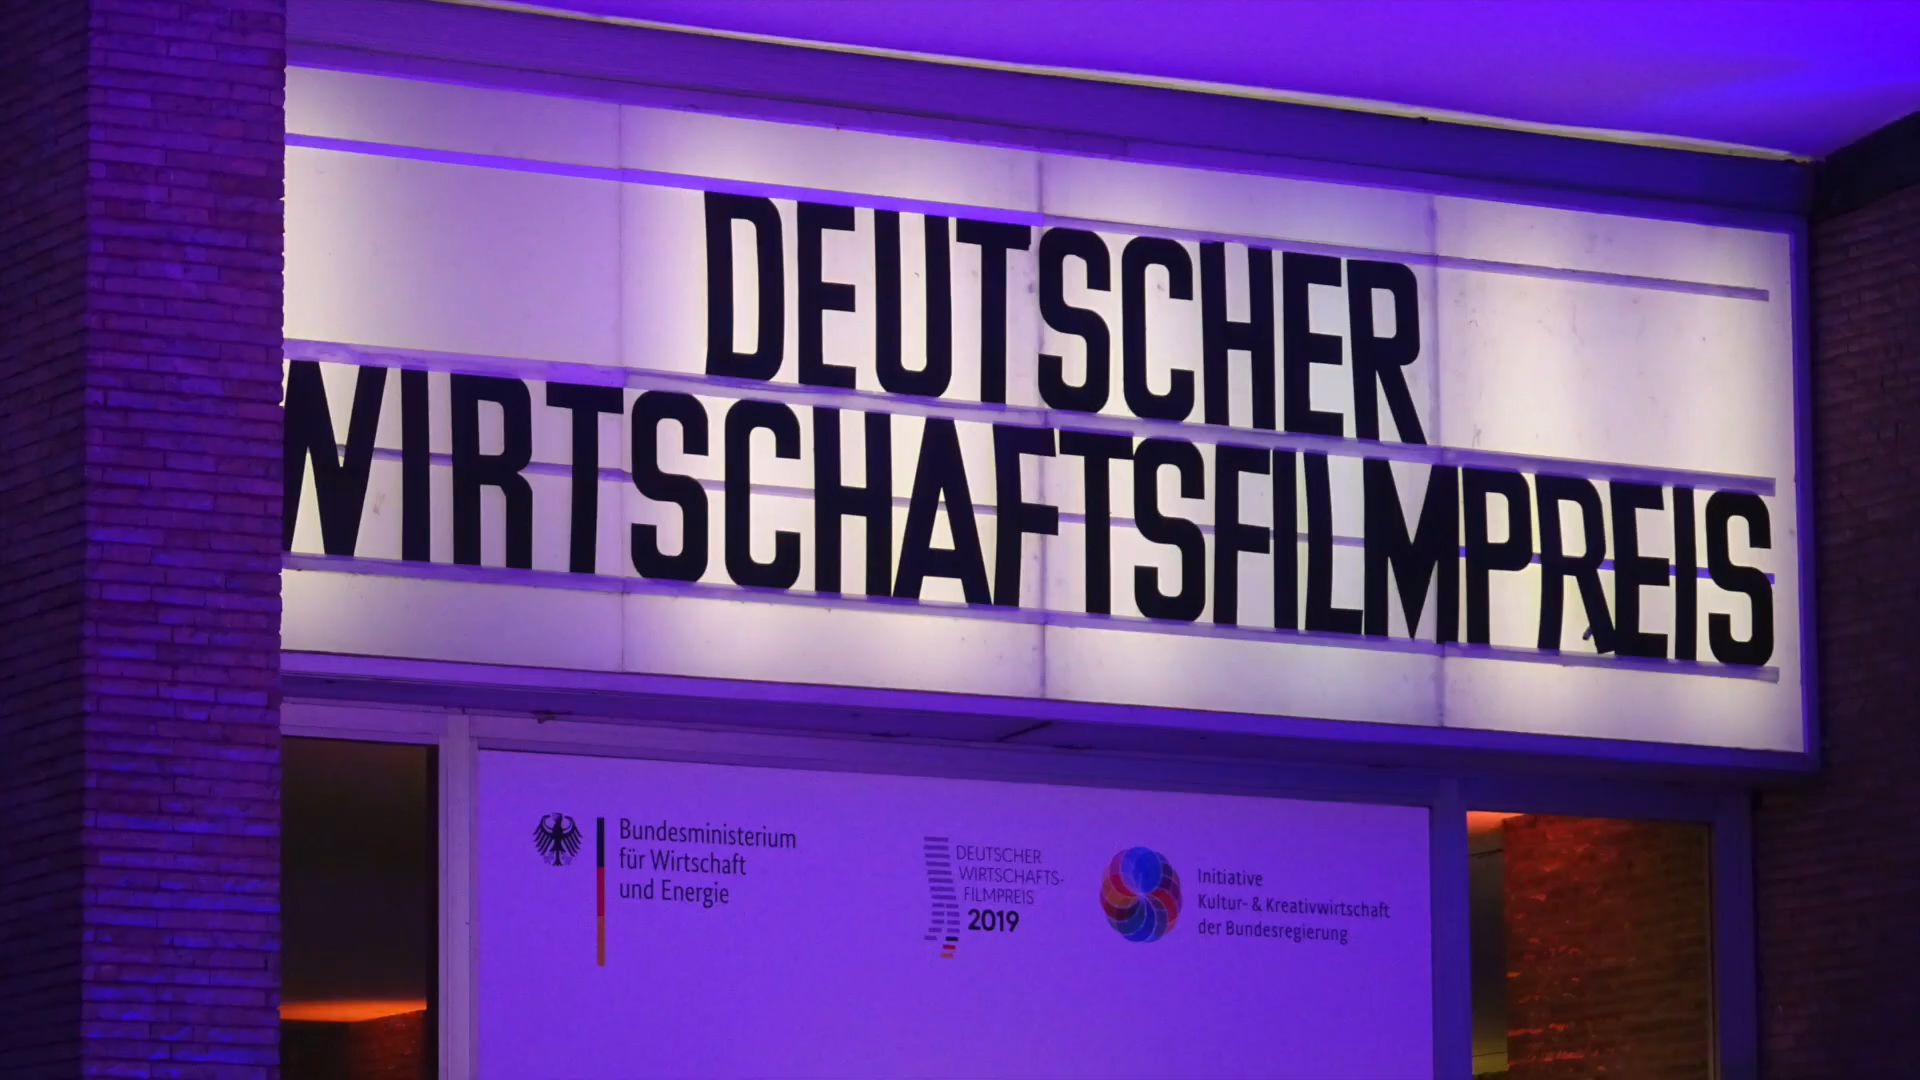 DEUTSCHER
WIRTSCHAFTSFILMPREIS
Bundesministerium
für Wirtschaft
und Energie
DEUTSCHER
WIRTSCHAFTS-
FILMPREIS
2019
Initiative
Kultur- & Kreativwirtschaft
der Bundesregierung